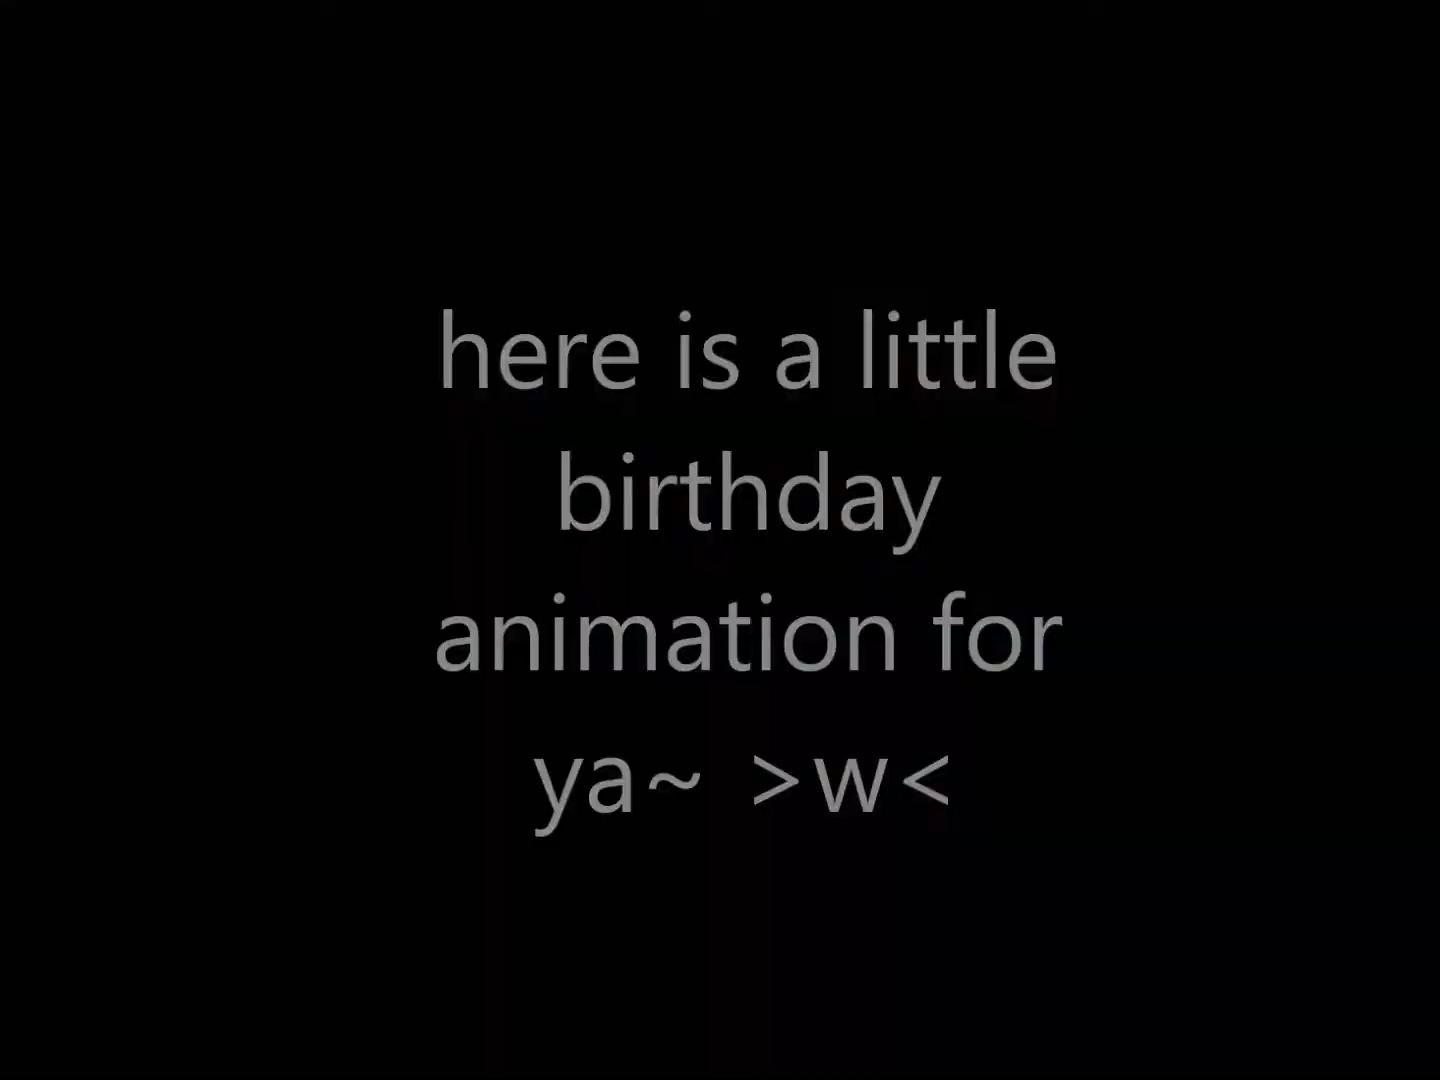 here is a little
birthday
animation for
ya~ >w<